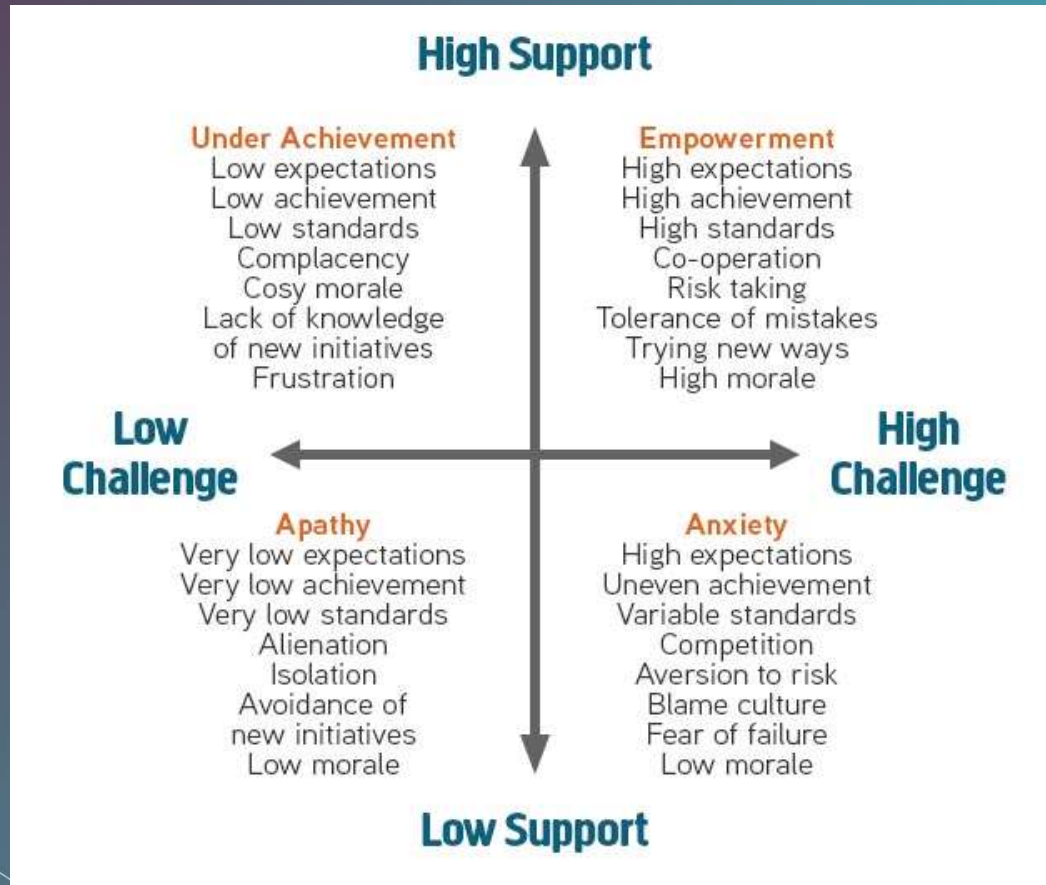 High Support
Under Achievement
Low expectations
Low achievement
Low standards
Complacency
Cosy morale
Lack of knowledge
of new initiatives
Frustration
Empowerment
High expectations
High achievement
High standards
Co-operation
Risk taking
Tolerance of mistakes
Trying new ways
High morale
Low
Challenge
High
Challenge
Apathy
Very low expectations
Very low achievement
Very low standards
Alienation
Isolation
Avoidance of
new initiatives
Low morale
Anxiety
High expectations
Uneven achievement
Variable standards
Competition
Aversion to risk
Blame culture
Fear of failure
Low morale
Low Support